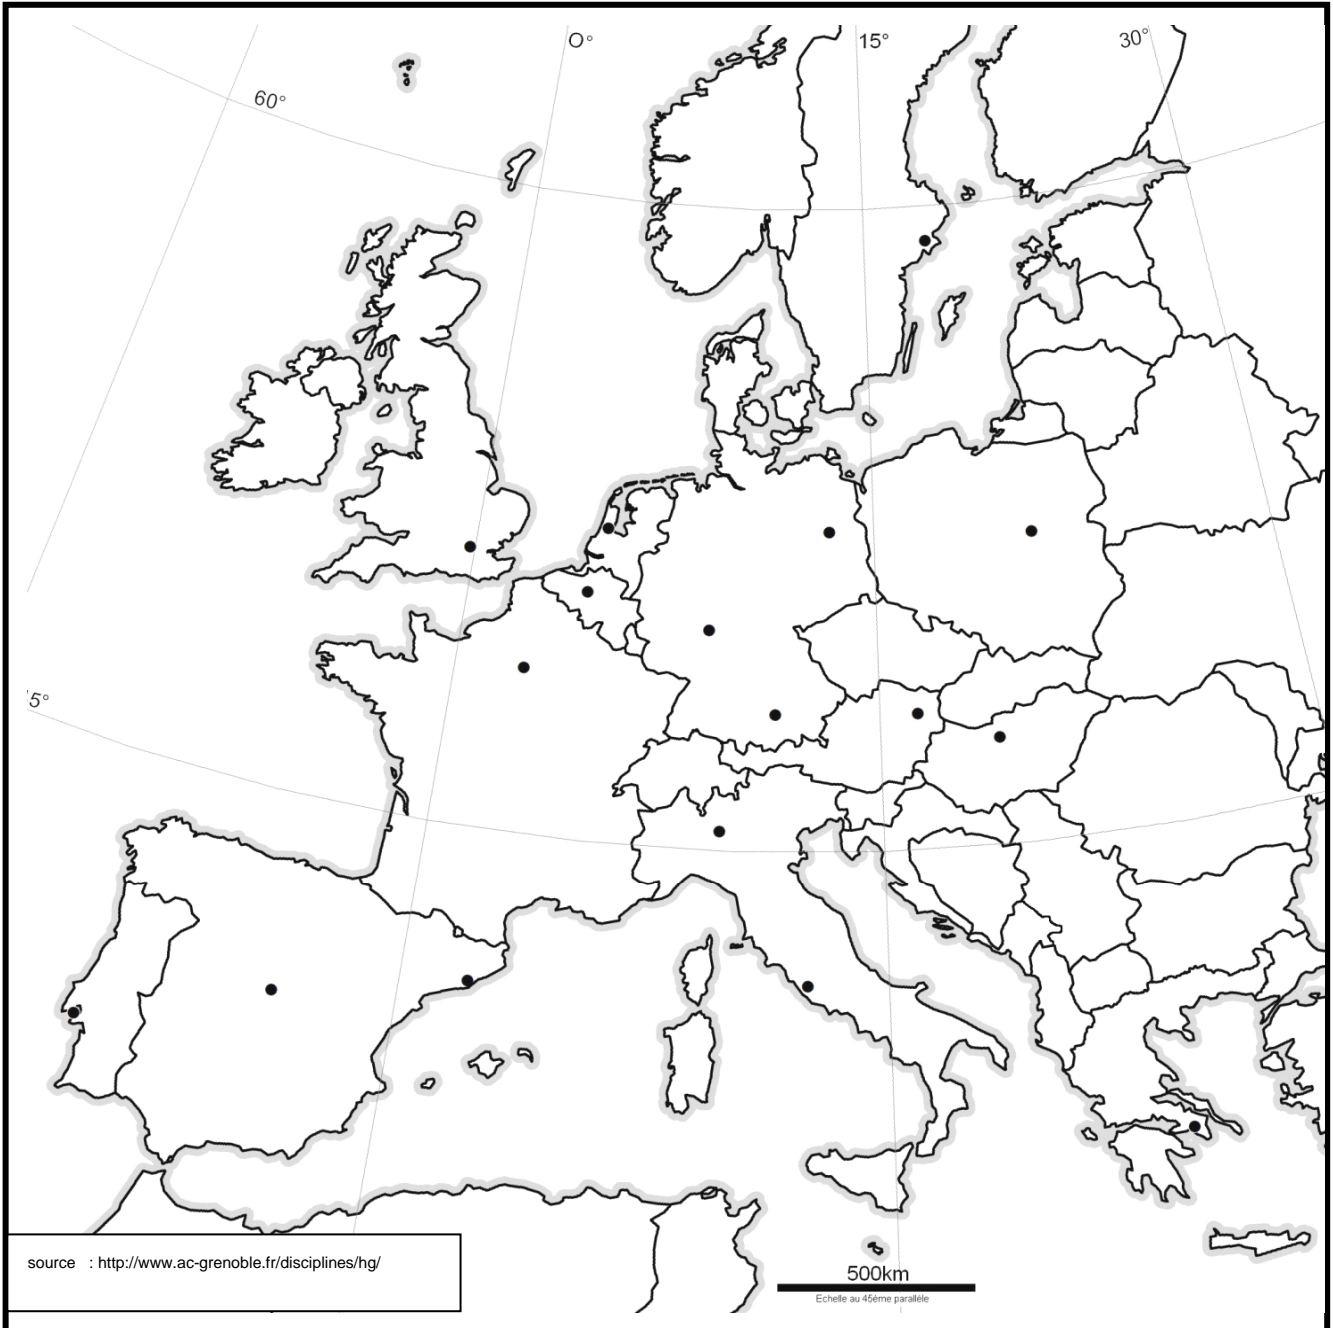 O°
15°
30°
60°
5°
source : http://www.ac-grenoble.fr/disciplines/hg/
500km
Echelle au 45ème parallèle